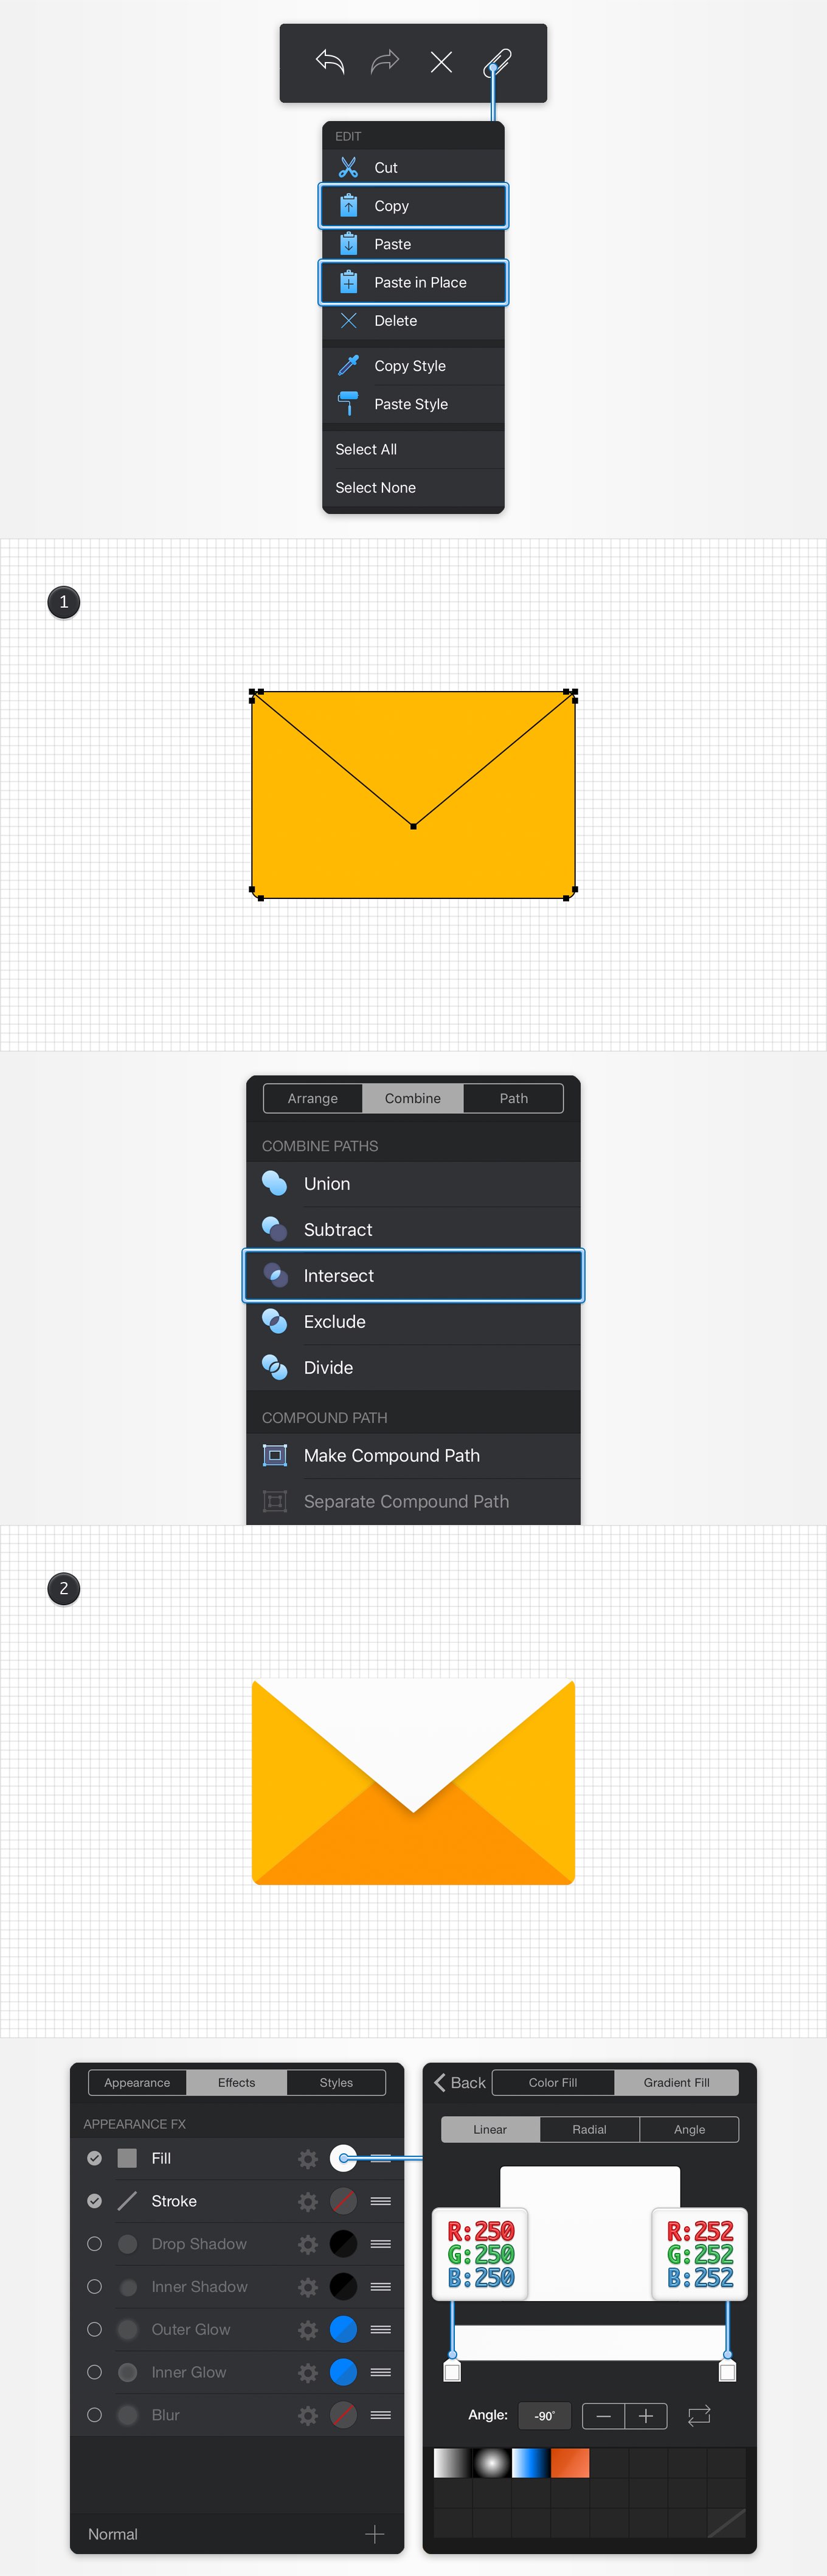 EDIT
Cut
Copy
Paste
Paste in Place
Delete
Copy Style
Paste Style
Select All
Select None
1
Arrange Combine Path
COMBINE PATHS
Union
Subtract
Intersect
Exclude
Divide
COMPOUND PATH
Make Compound Path
Separate Compound Path
2
Appearance Effects Styles
APPEARANCE FX
Fill
Stroke
Drop Shadow
Inner Shadow
Outer Glow
Inner Glow
Blur
Normal
Back Color Fill Gradient Fill
Linear Radial Angle
R:250
G:250
B:250
R:252
G:252
B:252
Angle: -90°